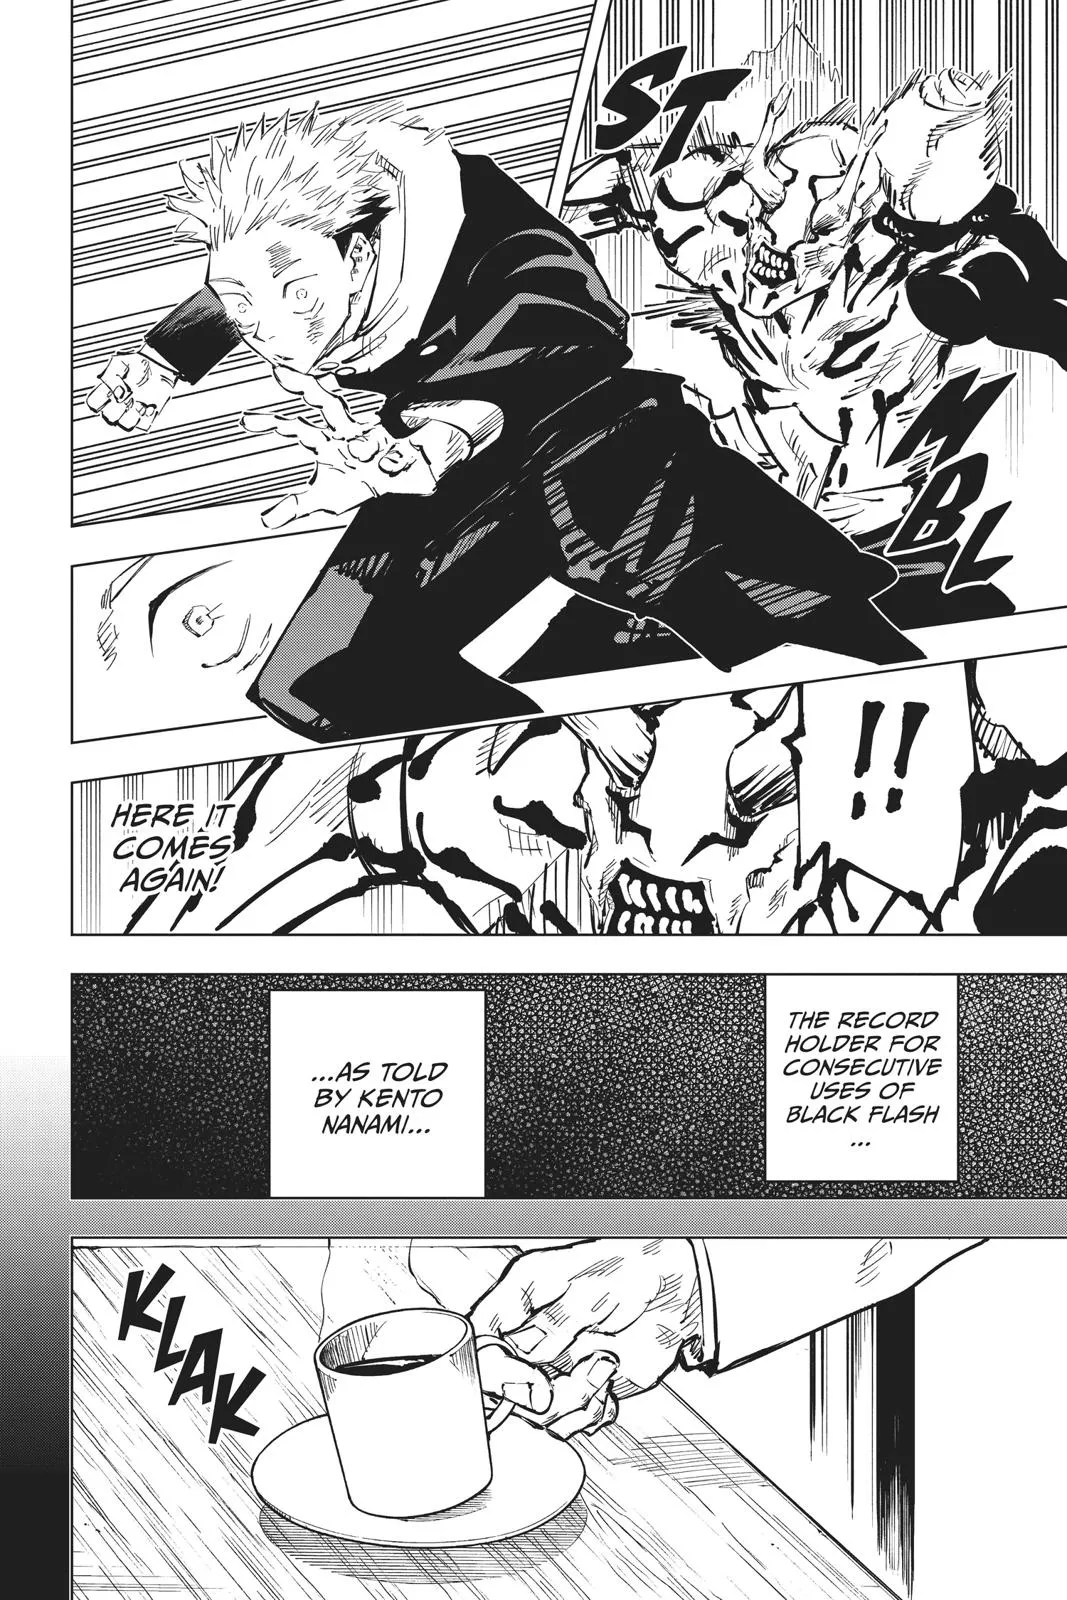 ST
MBL
!!
HERE IT
COMES
AGAIN!
THE RECORD
HOLDER FOR
CONSECUTIVE
USES OF
BLACK FLASH
...
...AS TOLD
BY KENTO
NANAMI...
KLAK